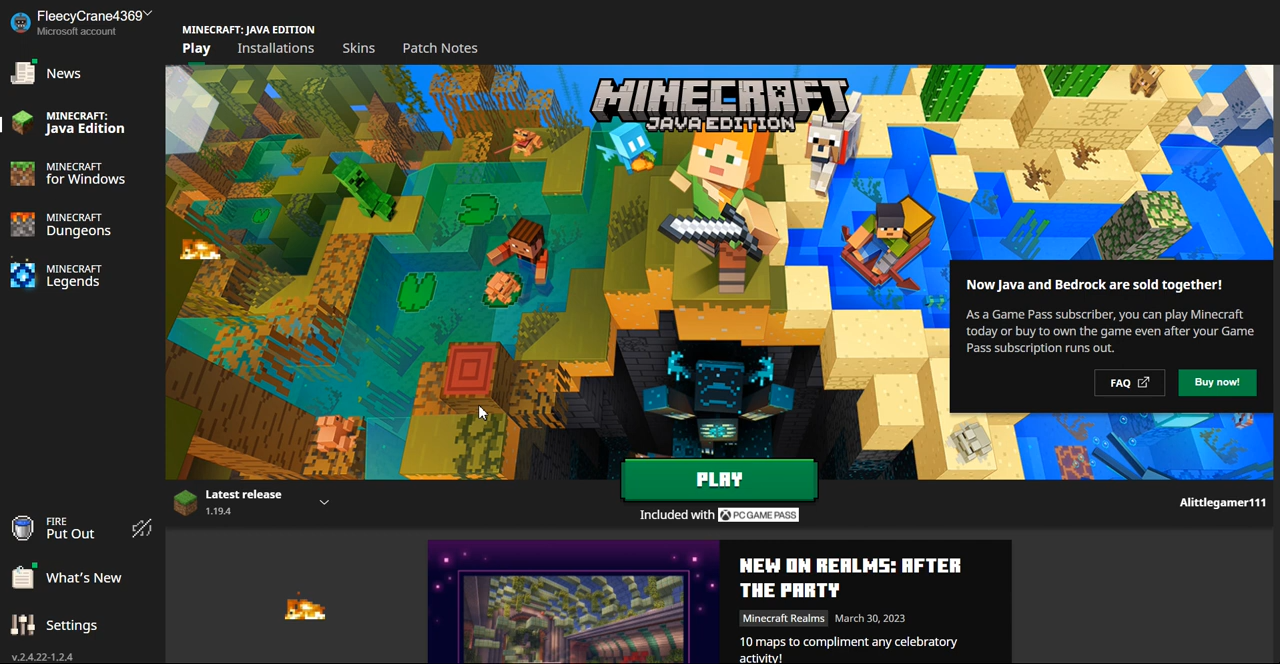 FleecyCrane4369
Microsoft account
News
MINECRAFT:
Java Edition
MINECRAFT
for Windows
MINECRAFT
Dungeons
MINECRAFT
Legends
FIRE
Put Out
What's New
Settings
v.2.4.22-1.2.4
MINECRAFT: JAVA EDITION
Play Installations Skins Patch Notes
MINECRAFT
JAVA EDITION
Now Java and Bedrock are sold together!
As a Game Pass subscriber, you can play Minecraft
today or buy to own the game even after your Game
Pass subscription runs out.
FAQ Buy now!
PLAY
Latest release
1.19.4
Included with PC GAME PASS
Alittlegamer111
NEW ON REALMS: AFTER
THE PARTY
Minecraft Realms March 30, 2023
10 maps to compliment any celebratory
activity!